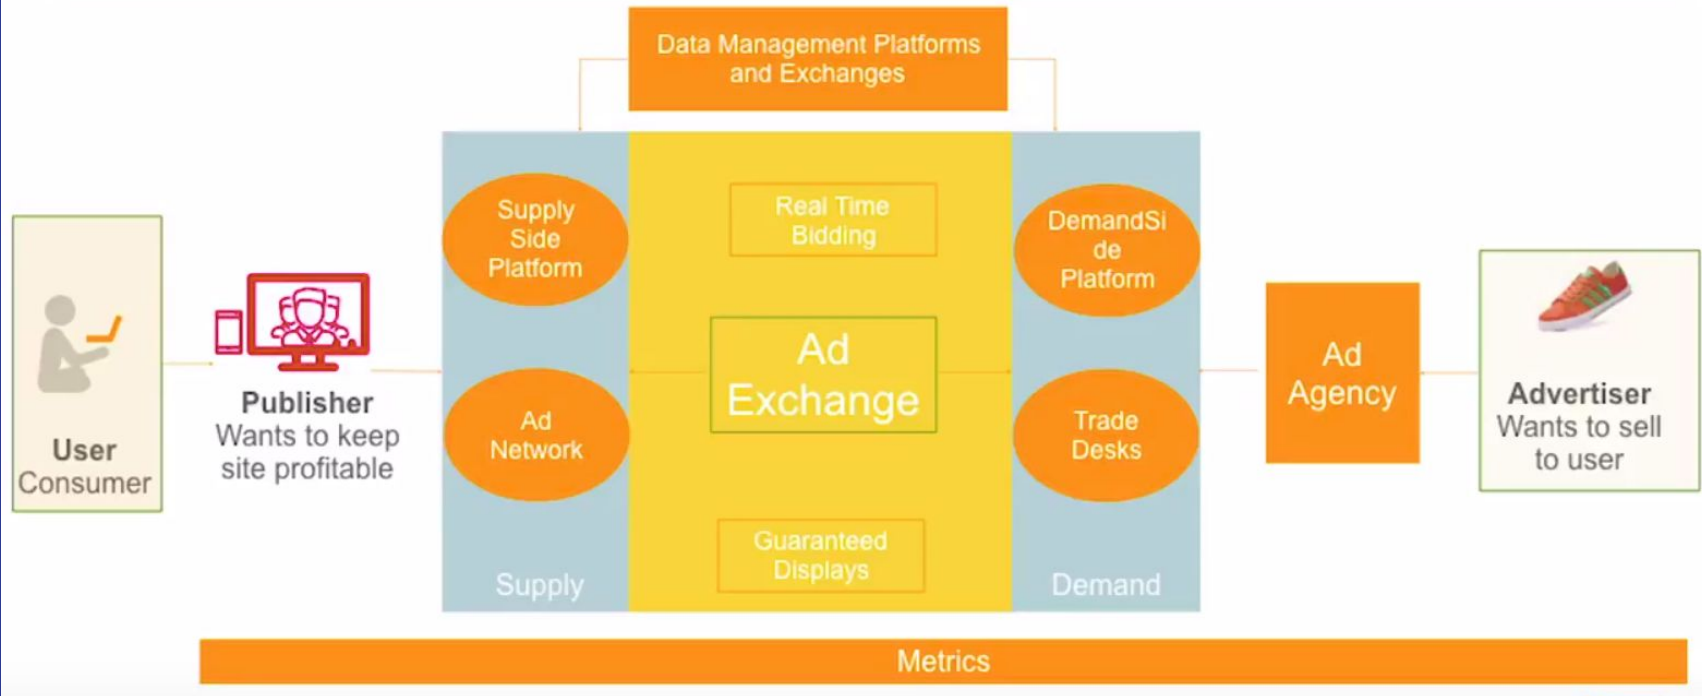 Data Management Platforms
and Exchanges
User
Consumer
Publisher
Wants to keep
site profitable
Supply
Side
Platform
Ad
Network
Supply
Real Time
Bidding
Ad
Exchange
Guaranteed
Displays
DemandSi
de
Platform
Trade
Desks
Demand
Ad
Agency
Advertiser
Wants to sell
to user
Metrics